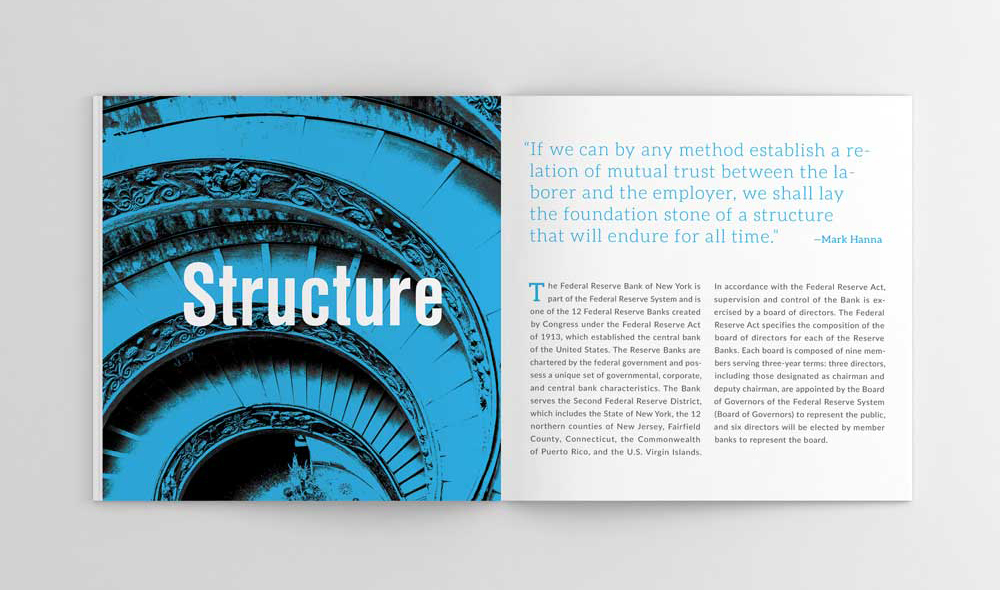 Structure
“If we can by any method establish a re-
lation of mutual trust between the la-
borer and the employer, we shall lay
the foundation stone of a structure
that will endure for all time.”
—Mark Hanna
The Federal Reserve Bank of New York is
part of the Federal Reserve System and is
one of the 12 Federal Reserve Banks created
by Congress under the Federal Reserve Act
of 1913, which established the central bank
of the United States. The Reserve Banks are
chartered by the federal government and pos-
sess a unique set of governmental, corporate,
and central bank characteristics. The Bank
serves the Second Federal Reserve District,
which includes the State of New York, the 12
northern counties of New Jersey, Fairfield
County, Connecticut, the Commonwealth
of Puerto Rico, and the U.S. Virgin Islands.
In accordance with the Federal Reserve Act,
supervision and control of the Bank is ex-
ercised by a board of directors. The Federal
Reserve Act specifies the composition of the
board of directors for each of the Reserve
Banks. Each board is composed of nine mem-
bers serving three-year terms: three directors,
including those designated as chairman and
deputy chairman, are appointed by the Board
of Governors of the Federal Reserve System
(Board of Governors) to represent the public,
and six directors will be elected by member
banks to represent the board.